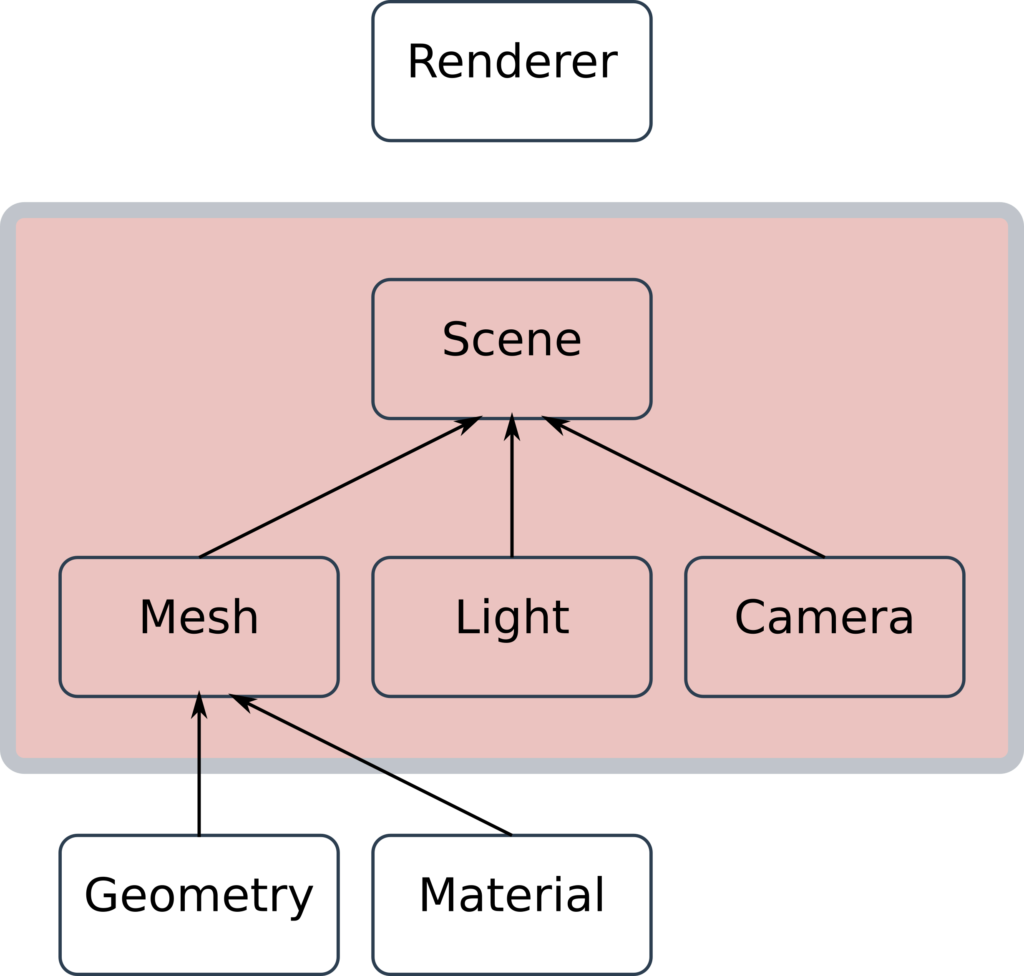 Renderer
Scene
Mesh
Light
Camera
Geometry
Material